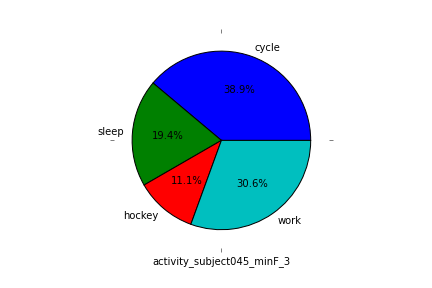 cycle
38.9%
sleep
19.4%
11.1%
30.6%
hockey
work
activity_subject045_minF_3